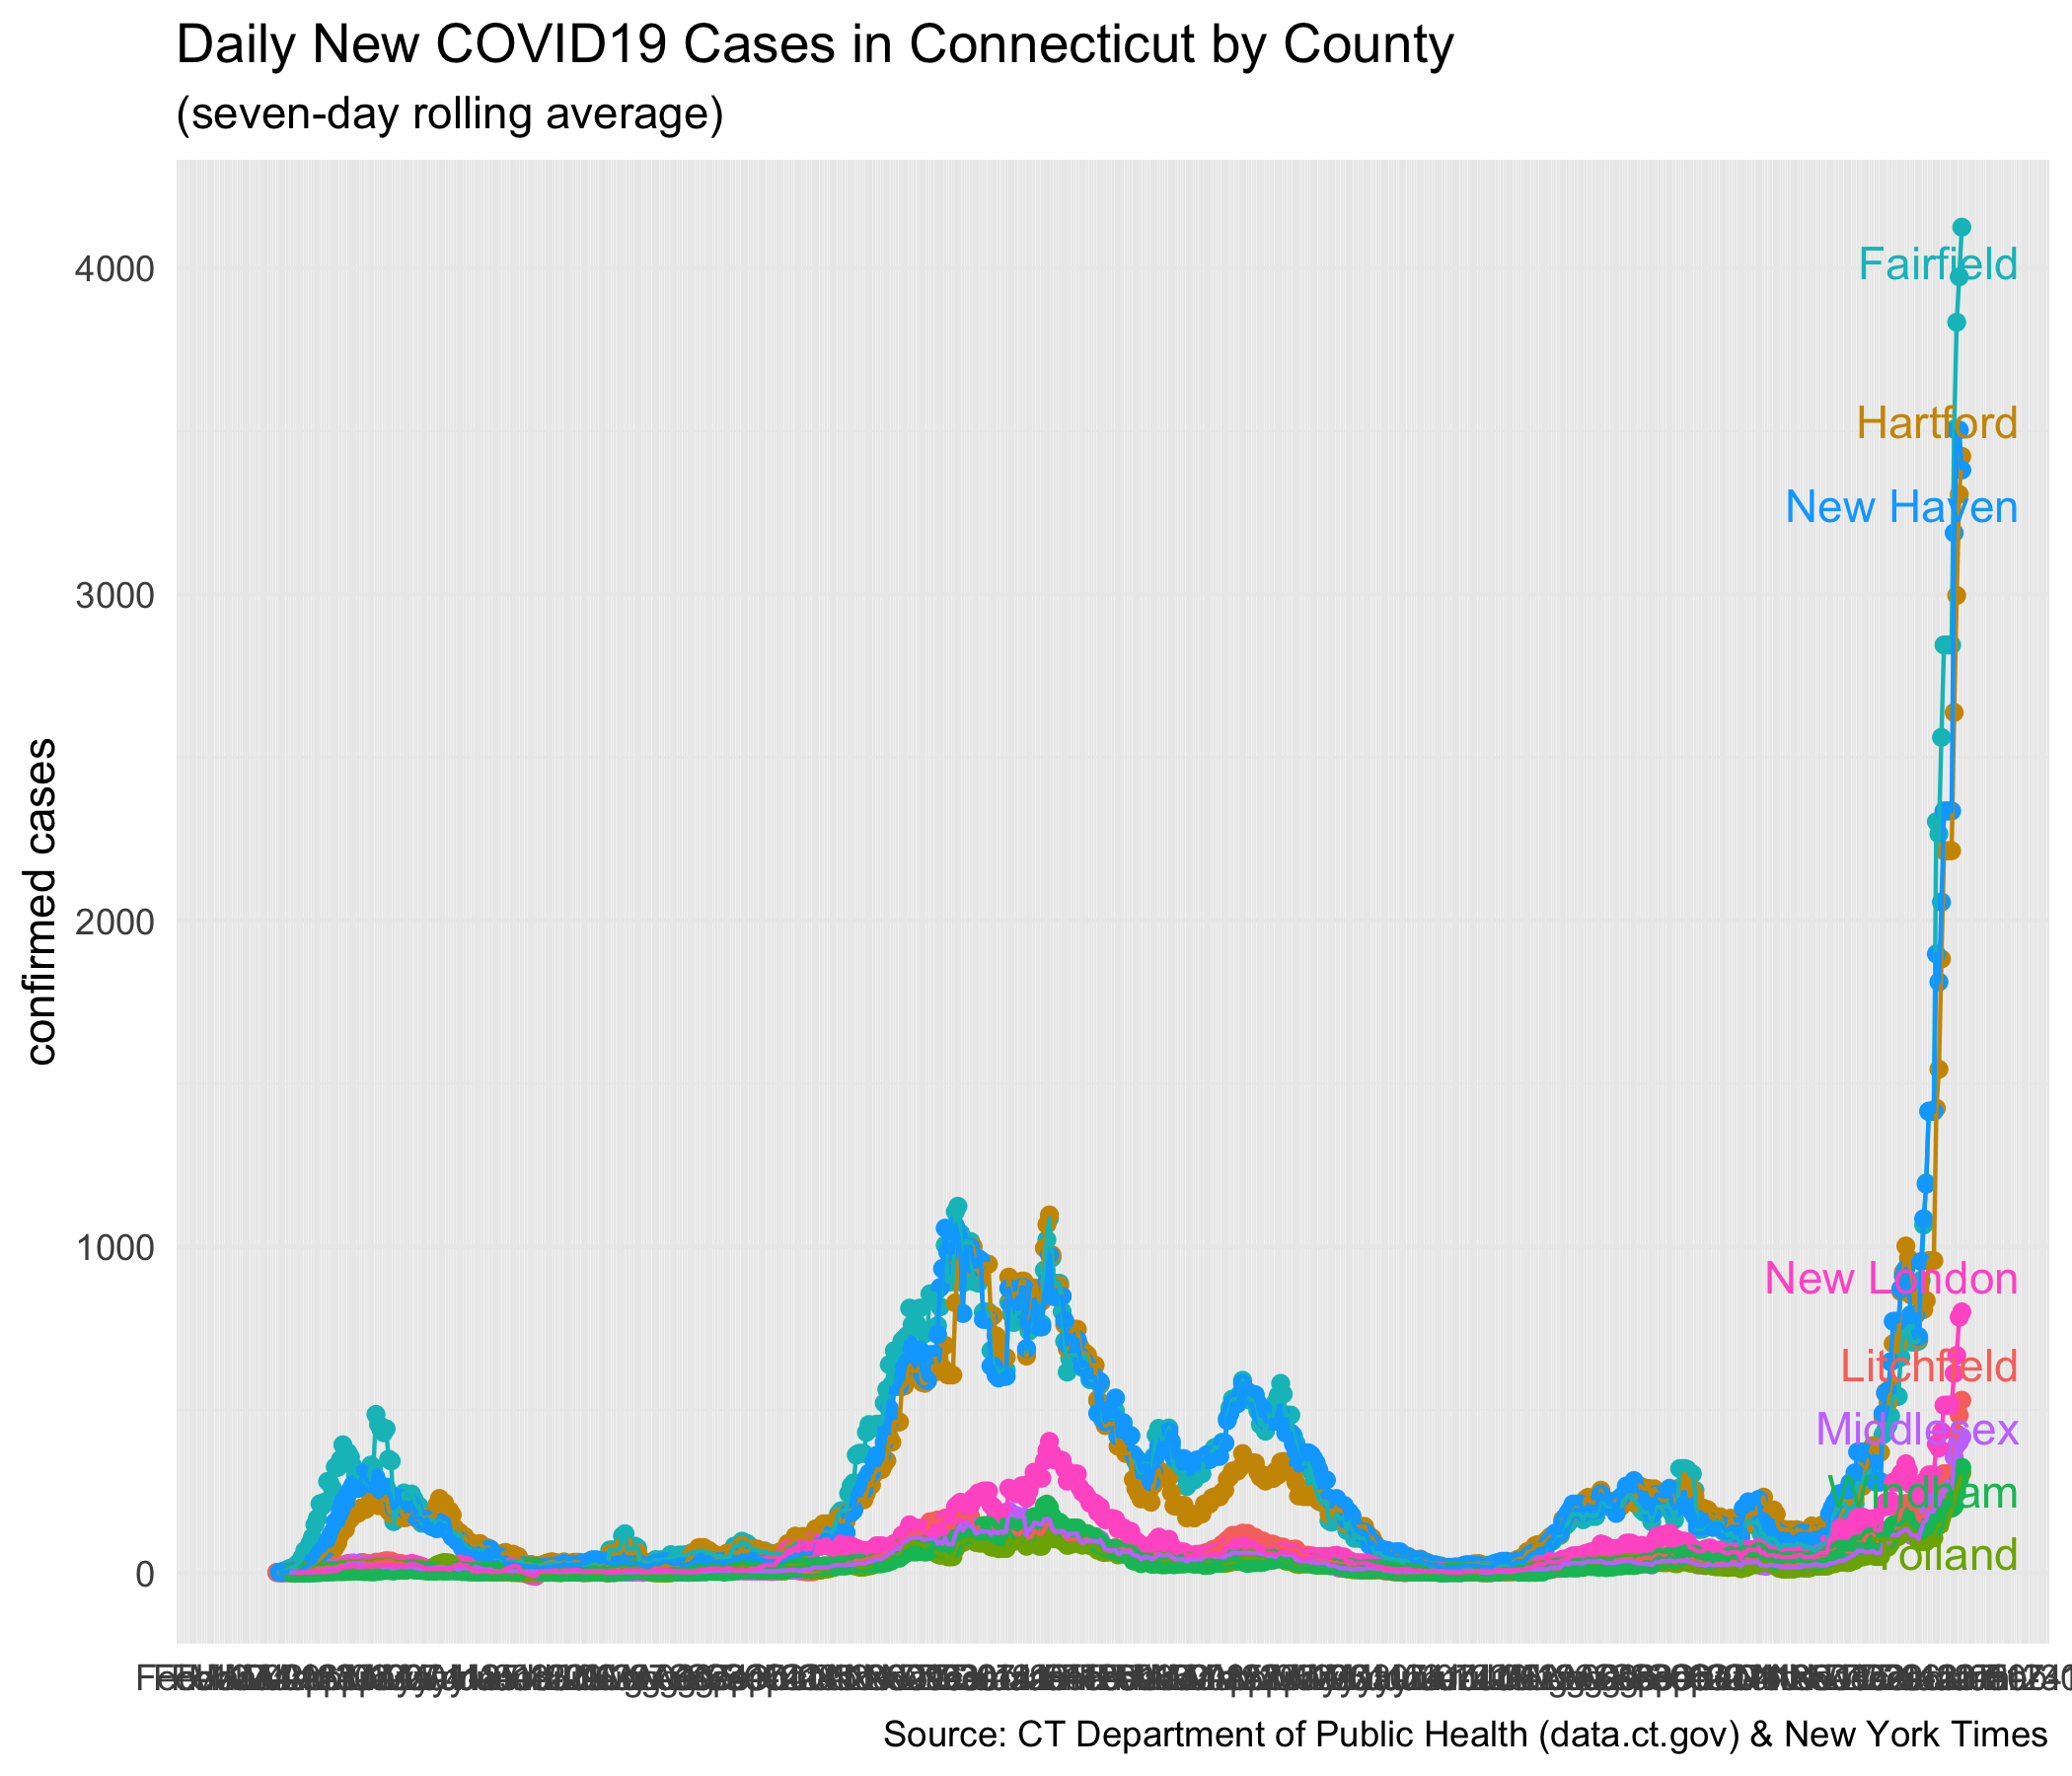 Daily New COVID19 Cases in Connecticut by County
(seven-day rolling average)
4000
3000
2000
1000
0
confirmed cases
Fairfield
Hartford
New Haven
New London
Litchfield
Middlesex
Windham
Tolland
Source: CT Department of Public Health (data.ct.gov) & New York Times